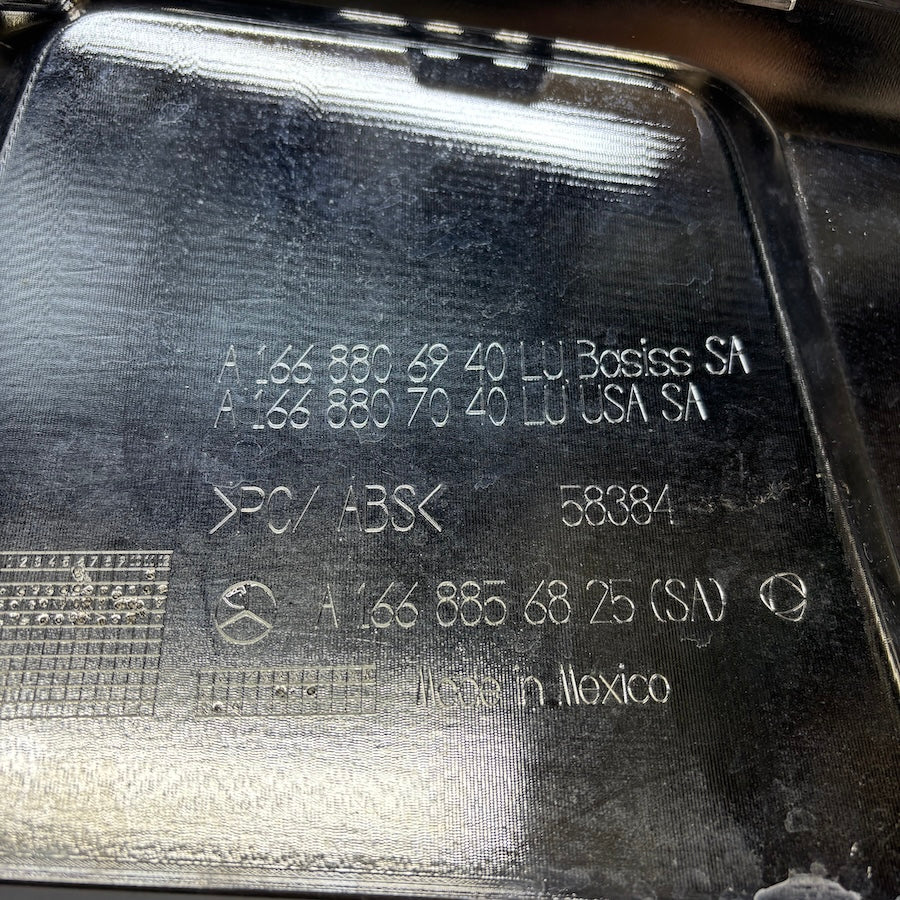 A 166 880 69 40 LU Basiss SA
A 166 880 70 40 LU USA SA
>PC/ ABS< 58384
A 166 885 68 25 (SA)
Made in Mexico